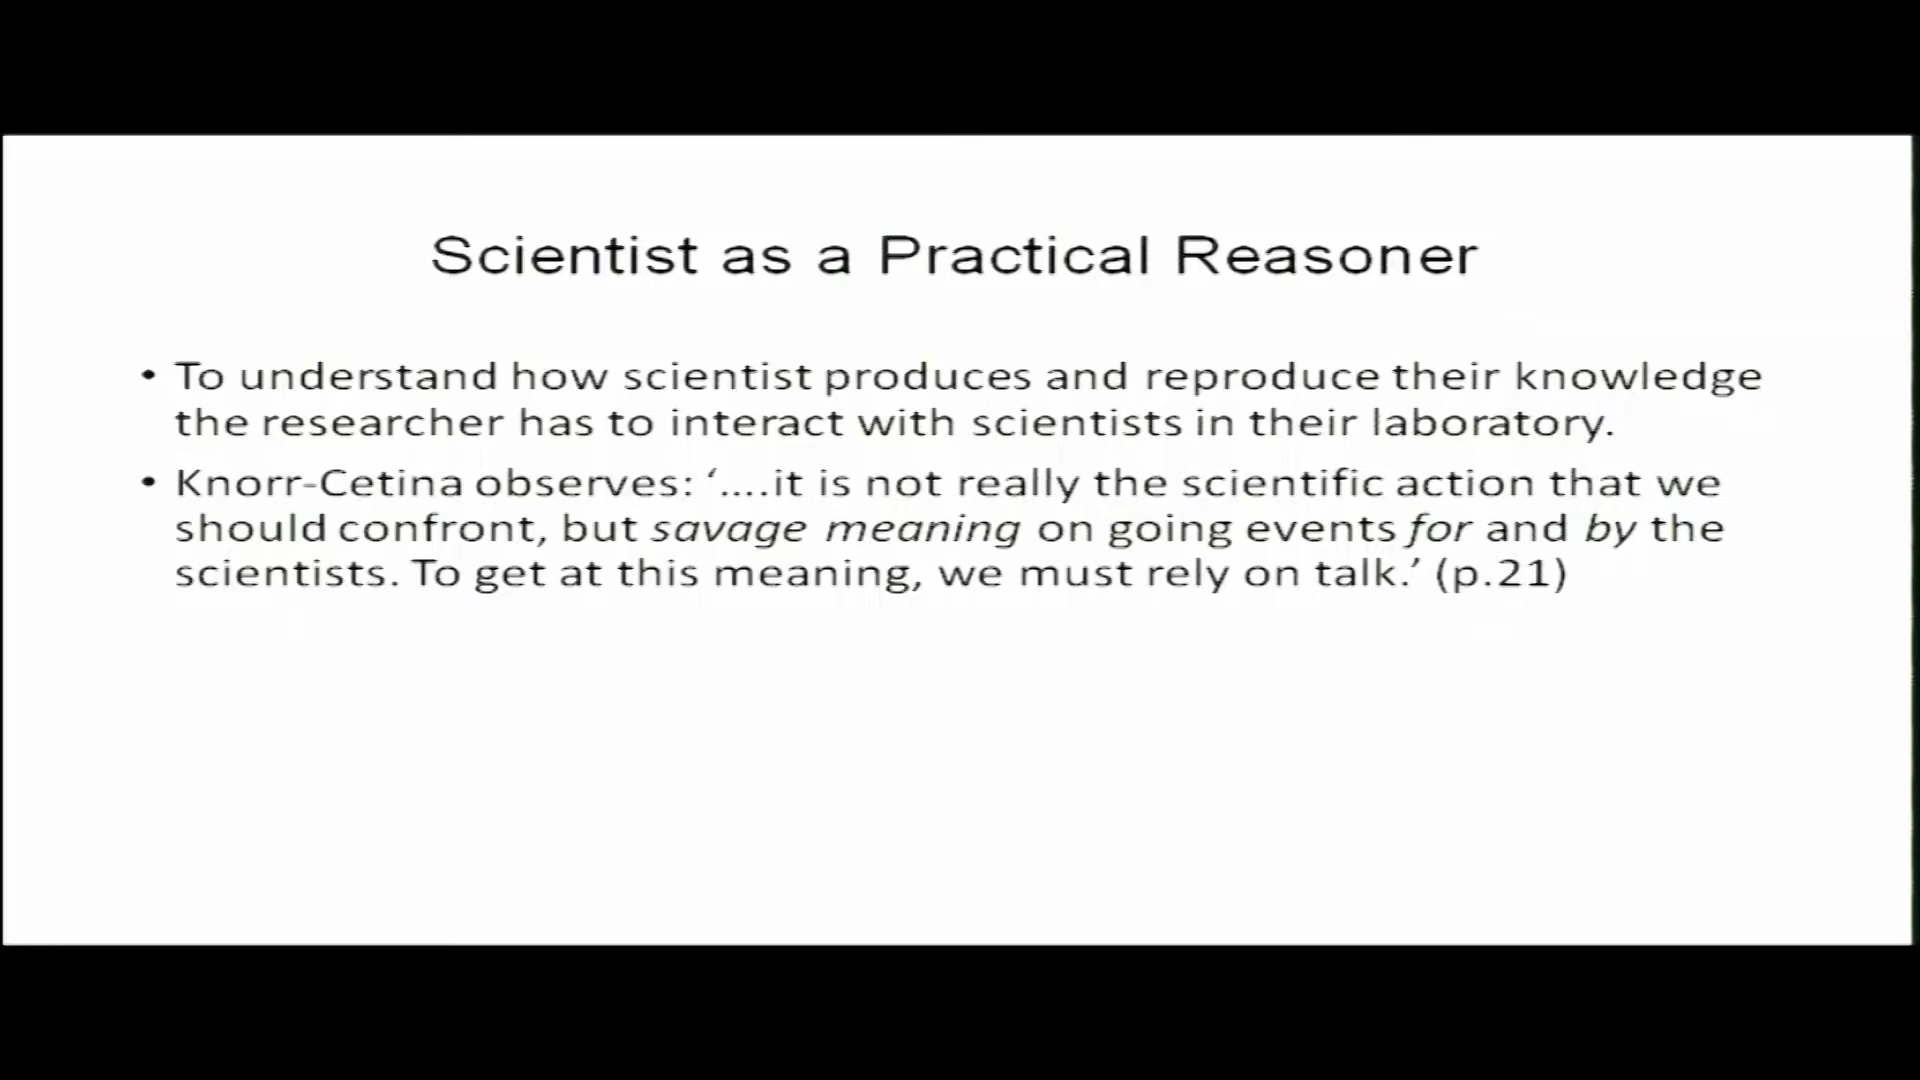 Scientist as a Practical Reasoner
• To understand how scientist produces and reproduce their knowledge
the researcher has to interact with scientists in their laboratory.
• Knorr-Cetina observes: ‘....it is not really the scientific action that we
should confront, but savage meaning on going events for and by the
scientists. To get at this meaning, we must rely on talk.’ (p.21)